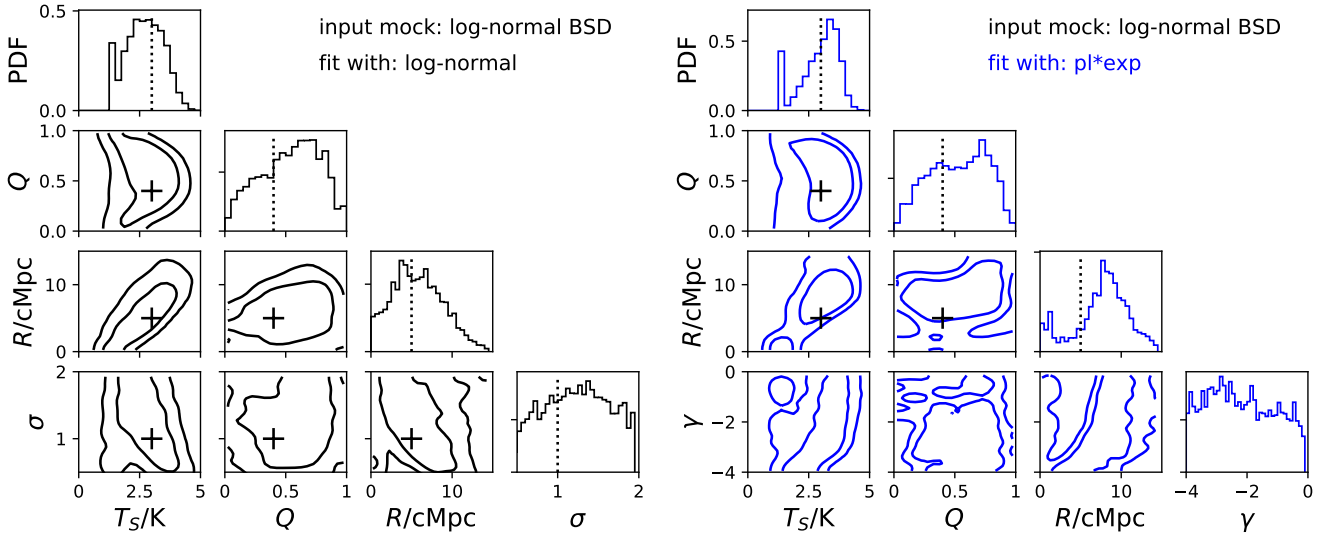 input mock: log-normal BSD
fit with: log-normal
PDF
0.5
0.0
Q
1.0
0.5
0.0
R/cMpc
10
0
σ
2
1
0.0 2.5 5
0 0.5 1
0 10
1 2
T_S/K
Q
R/cMpc
σ
input mock: log-normal BSD
fit with: pl*exp
PDF
0.5
0.0
Q
1.0
0.5
0.0
R/cMpc
10
0
γ
0
−2
−4
0.0 2.5 5
0 0.5 1
0 10
−4 −2 0
T_S/K
Q
R/cMpc
γ